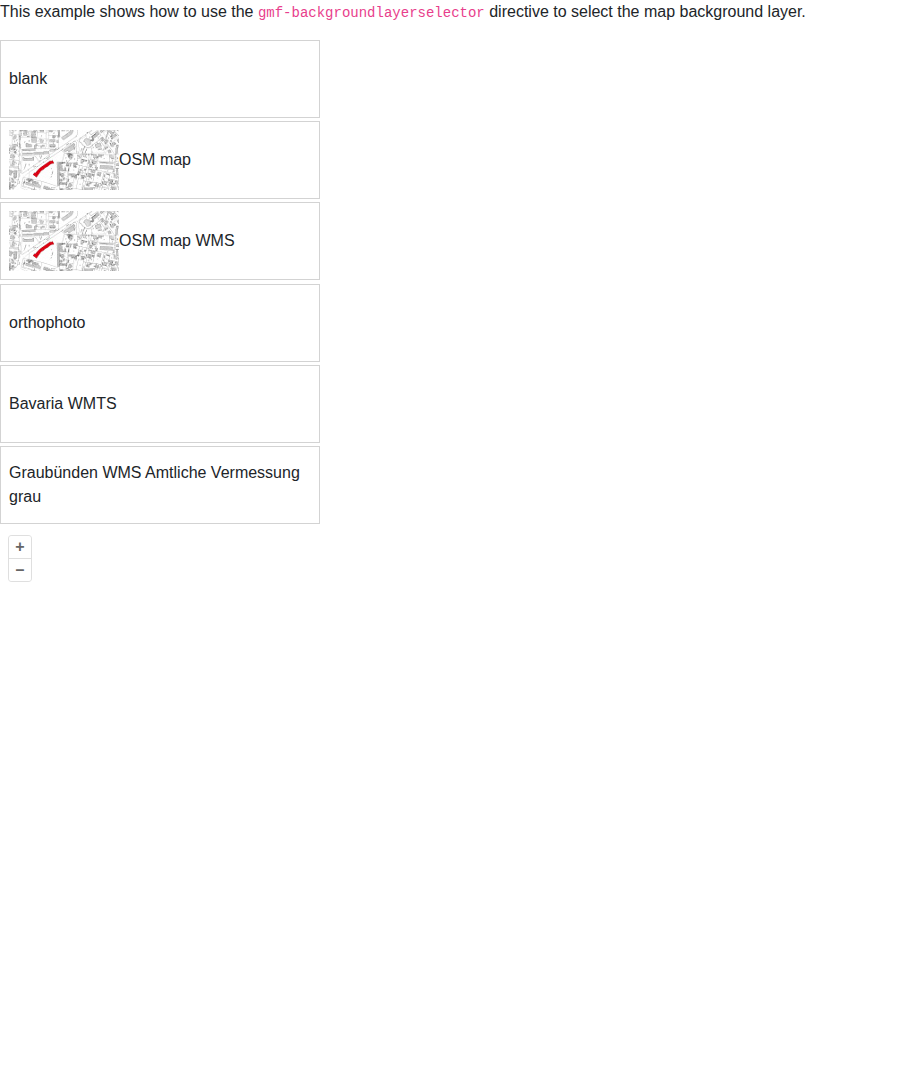 This example shows how to use the gmf-backgroundlayerselector directive to select the map background layer.
blank
OSM map
OSM map WMS
orthophoto
Bavaria WMTS
Graubünden WMS Amtliche Vermessung
grau
+
−